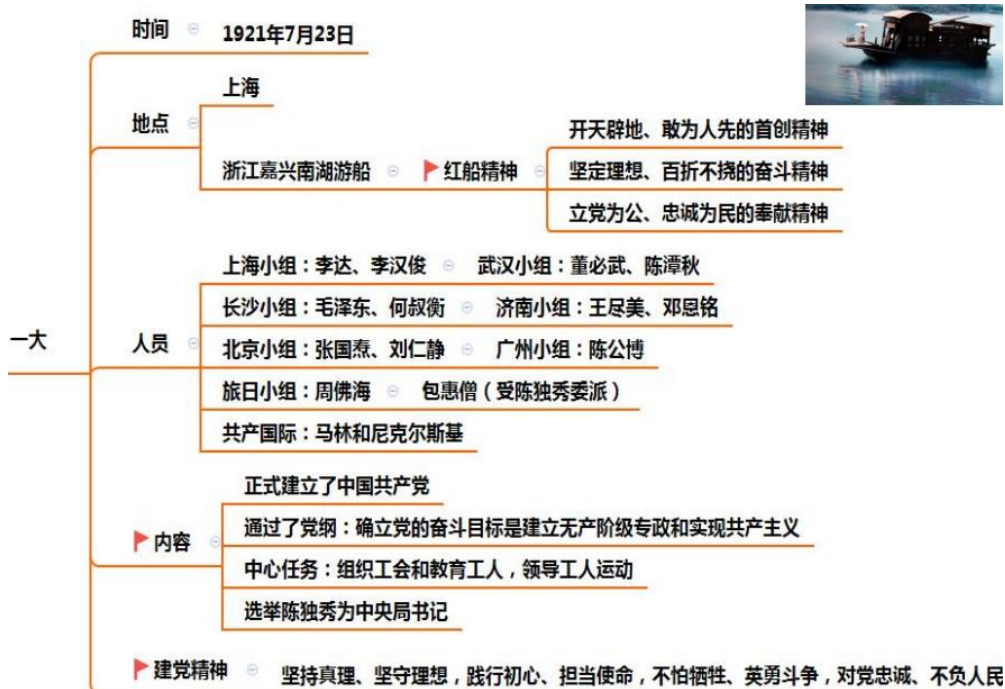 时间 1921年7月23日
上海
地点
开天辟地、敢为人先的首创精神
浙江嘉兴南湖游船 红船精神 坚定理想、百折不挠的奋斗精神
立党为公、忠诚为民的奉献精神
上海小组：李达、李汉俊 武汉小组：董必武、陈潭秋
长沙小组：毛泽东、何叔衡 济南小组：王尽美、邓恩铭
一大
人员
北京小组：张国焘、刘仁静 广州小组：陈公博
旅日小组：周佛海 包惠僧（受陈独秀委派）
共产国际：马林和尼克尔斯基
正式建立了中国共产党
通过了党纲：确立党的奋斗目标是建立无产阶级专政和实现共产主义
内容
中心任务：组织工会和教育工人，领导工人运动
选举陈独秀为中央局书记
建党精神 坚持真理、坚守理想，践行初心、担当使命，不怕牺牲、英勇斗争，对党忠诚、不负人民